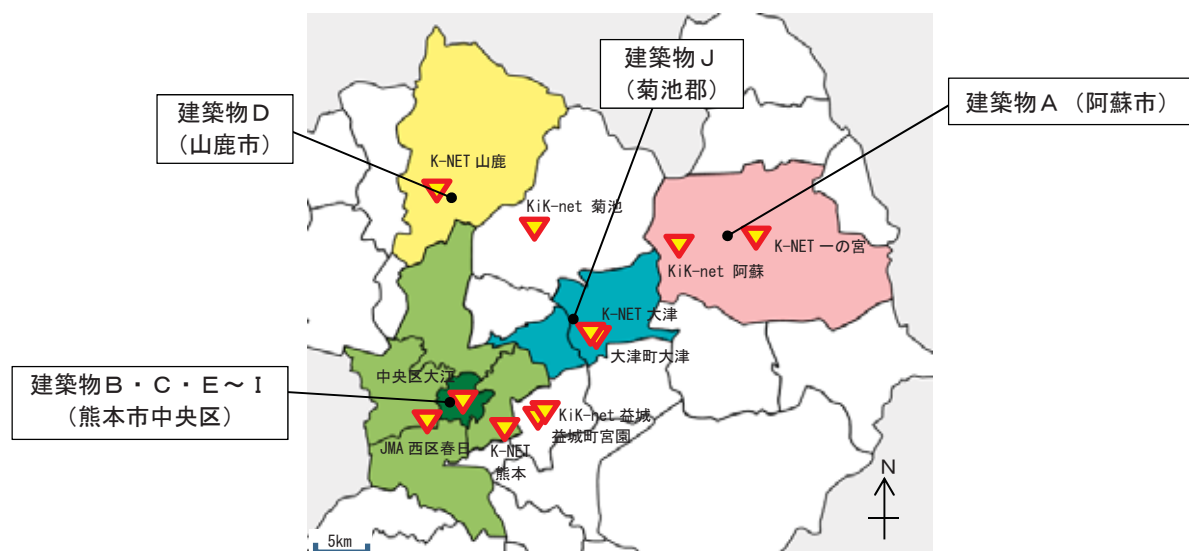 建築物J
(菊池郡)
建築物A(阿蘇市)
建築物D
(山鹿市)
K-NET 山鹿
KiK-net 菊池
K-NET 一の宮
KiK-net 阿蘇
K-NET 大津
大津町大津
建築物B・C・E~I
(熊本市中央区)
中央区大江
KiK-net 益城
益城町宮園
JMA 西区春日
K-NET
熊本
N
5km